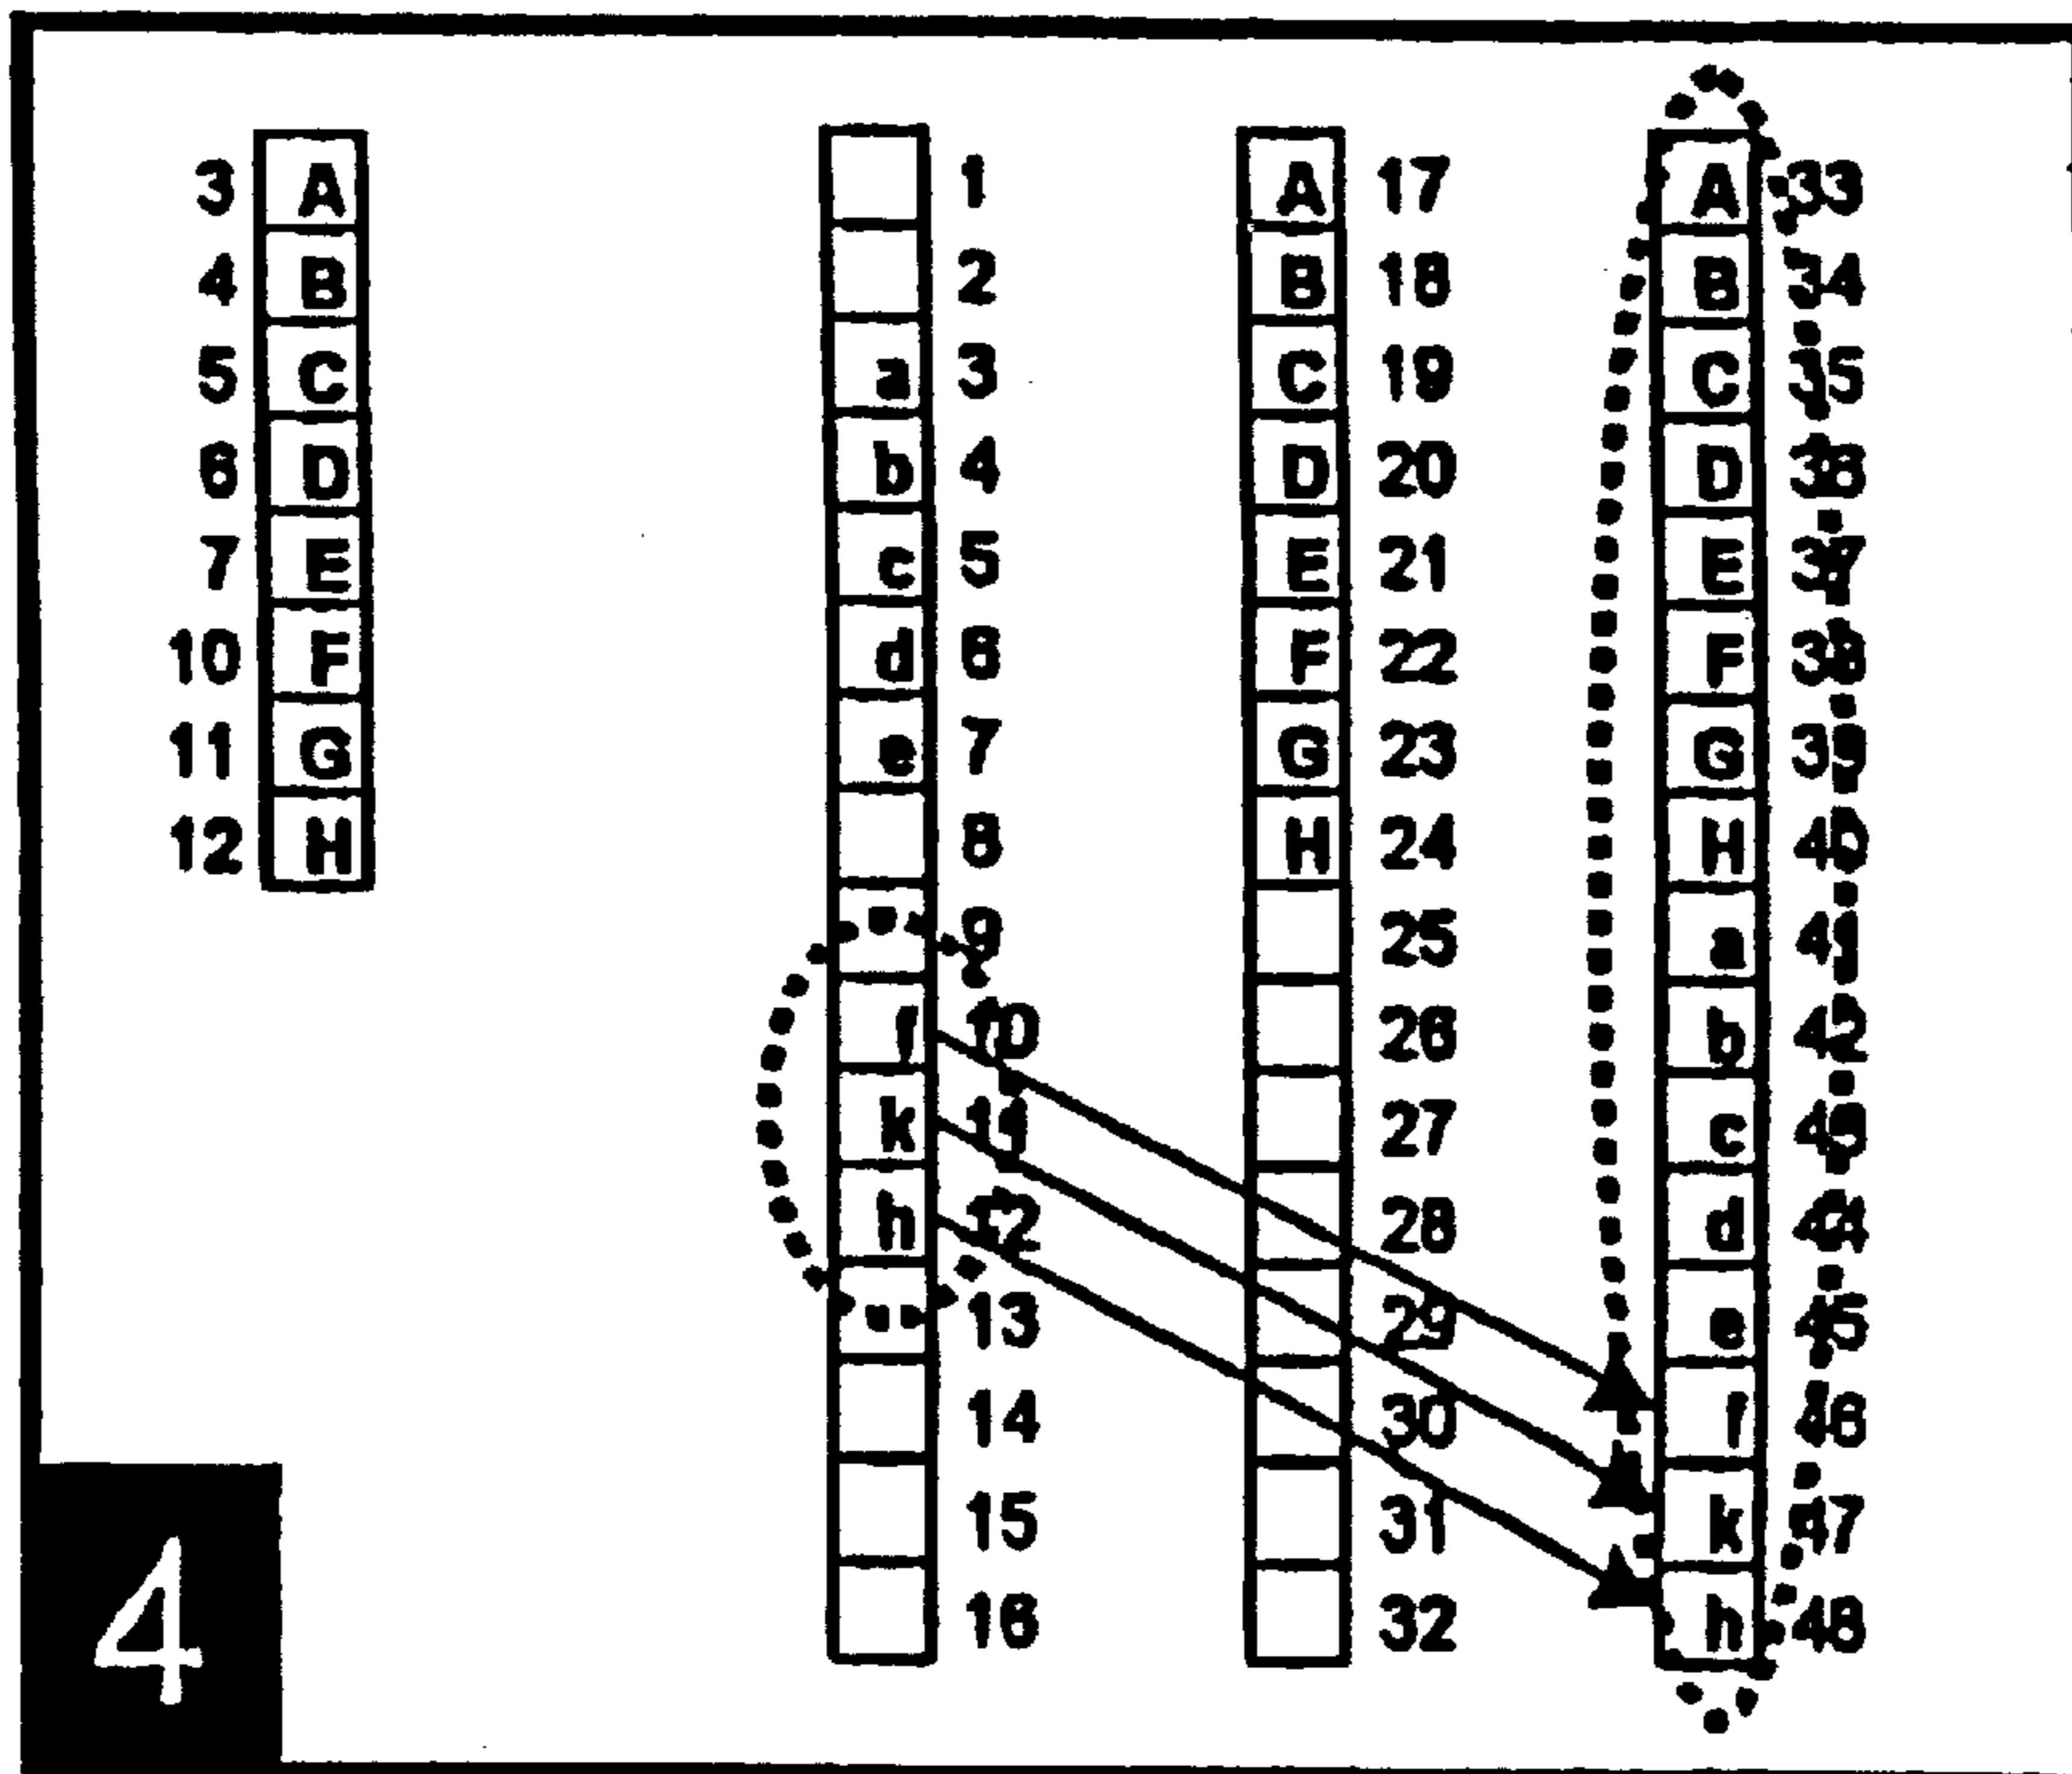 3 A 1 A 17 A 33
4 B 2 B 18 B 34
5 C a 3 C 19 C 35
6 D b 4 D 20 D 36
7 E c 5 E 21 E 37
10 F d 6 F 22 F 38
11 G e 7 G 23 G 39
12 H 8 H 24 H 40
9 25 a 41
f 10 26 b 42
k 11 27 c 43
h 12 28 d 44
13 29 e 45
14 30 f 46
15 31 k 47
16 32 h 48
4